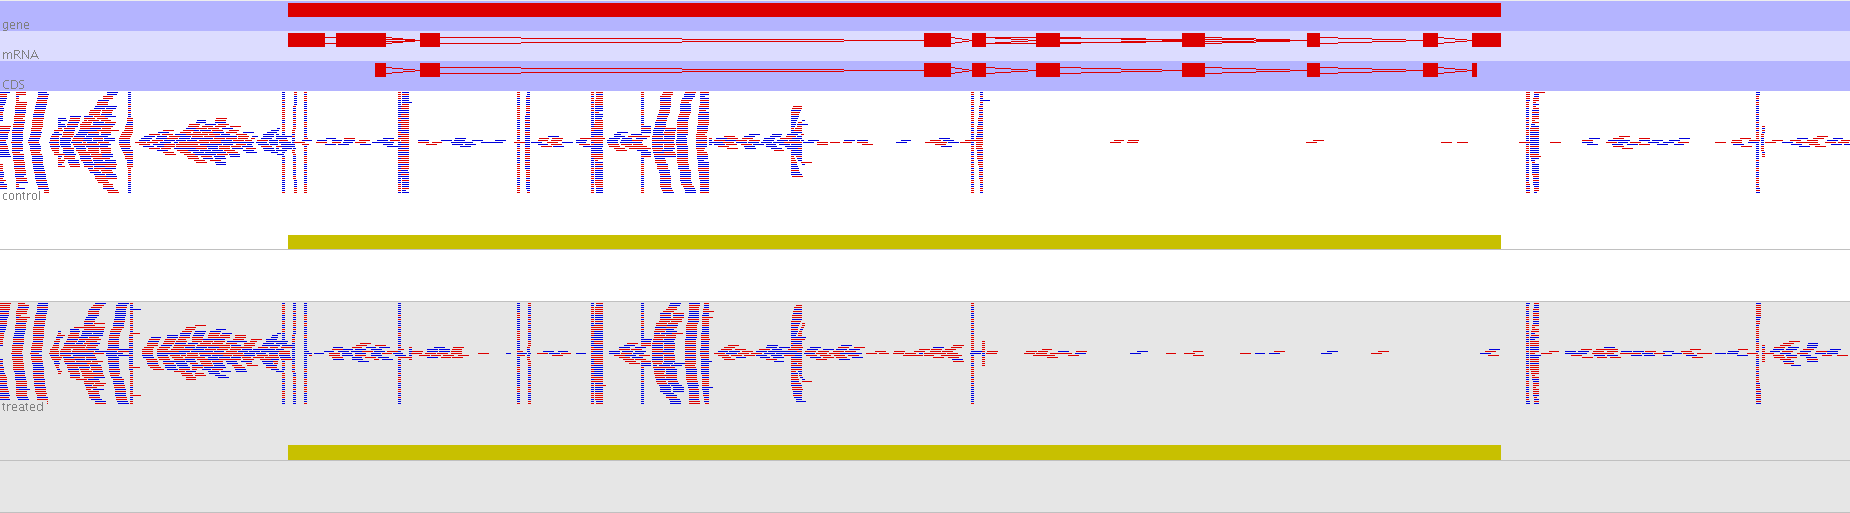 gene
mRNA
CDS
control
treated